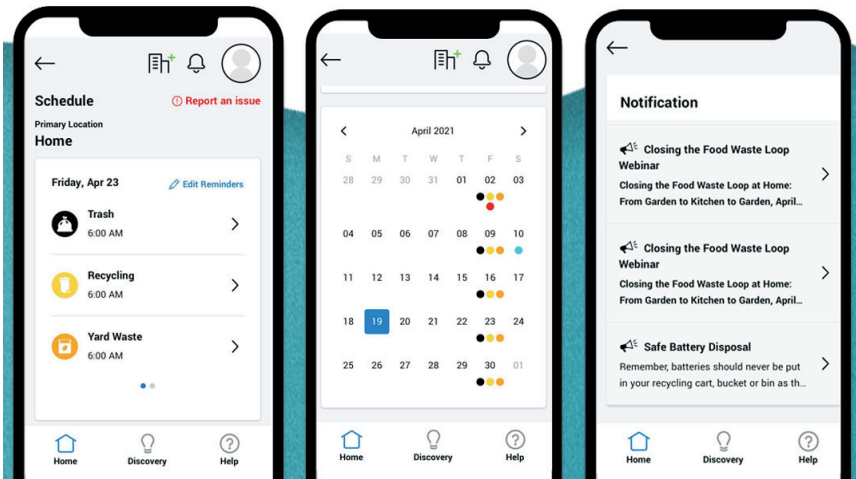 Schedule
Report an issue
Primary Location
Home
Friday, Apr 23
Edit Reminders
Trash
6:00 AM
Recycling
6:00 AM
Yard Waste
6:00 AM
Home Discovery Help
April 2021
S M T W T F S
28 29 30 31 01 02 03
04 05 06 07 08 09 10
11 12 13 14 15 16 17
18 19 20 21 22 23 24
25 26 27 28 29 30 01
Home Discovery Help
Notification
Closing the Food Waste Loop
Webinar
Closing the Food Waste Loop at Home:
From Garden to Kitchen to Garden, April...
Closing the Food Waste Loop
Webinar
Closing the Food Waste Loop at Home:
From Garden to Kitchen to Garden, April...
Safe Battery Disposal
Remember, batteries should never be put
in your recycling cart, bucket or bin as th...
Home Discovery Help